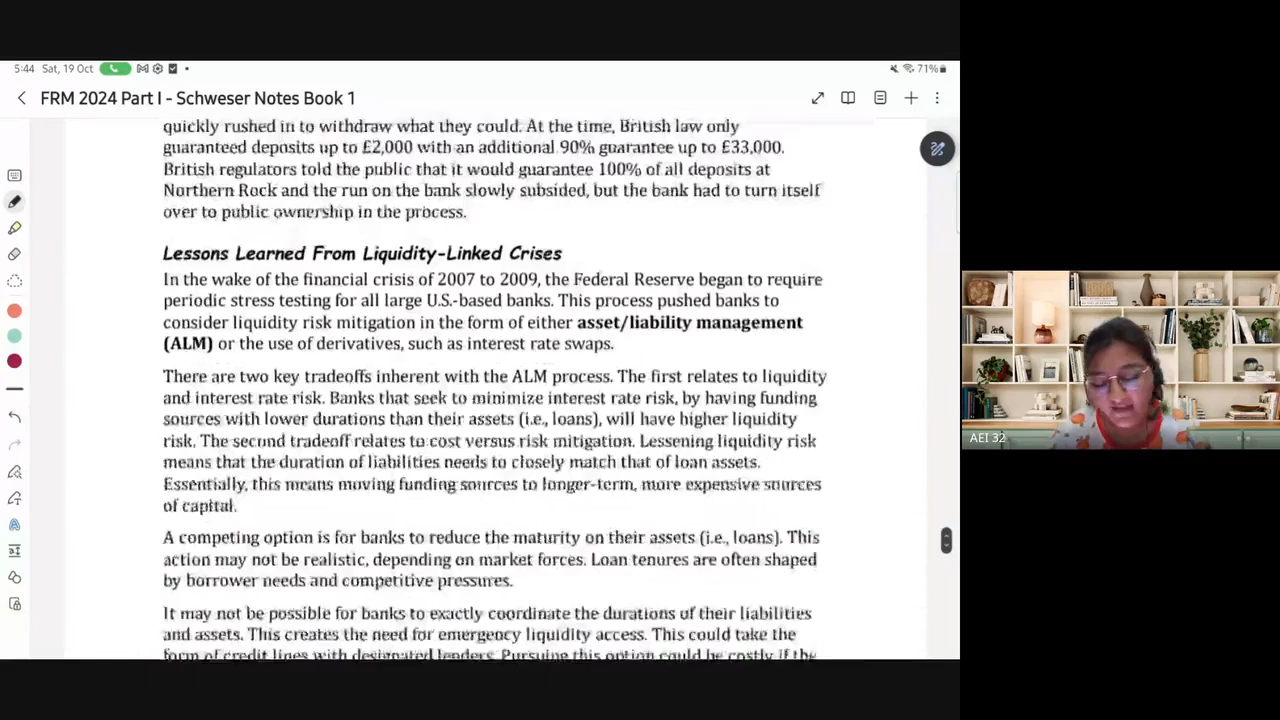 5:44 Sat, 19 Oct
71%
FRM 2024 Part I - Schweser Notes Book 1
quickly rushed in to withdraw what they could. At the time, British law only
guaranteed deposits up to £2,000 with an additional 90% guarantee up to £33,000.
British regulators told the public that it would guarantee 100% of all deposits at
Northern Rock and the run on the bank slowly subsided, but the bank had to turn itself
over to public ownership in the process.
Lessons Learned From Liquidity-Linked Crises
In the wake of the financial crisis of 2007 to 2009, the Federal Reserve began to require
periodic stress testing for all large U.S.-based banks. This process pushed banks to
consider liquidity risk mitigation in the form of either asset/liability management
(ALM) or the use of derivatives, such as interest rate swaps.
There are two key tradeoffs inherent with the ALM process. The first relates to liquidity
and interest rate risk. Banks that seek to minimize interest rate risk, by having funding
sources with lower durations than their assets (i.e., loans), will have higher liquidity
risk. The second tradeoff relates to cost versus risk mitigation. Lessening liquidity risk
means that the duration of liabilities needs to closely match that of loan assets.
Essentially, this means moving funding sources to longer-term, more expensive sources
of capital.
A competing option is for banks to reduce the maturity on their assets (i.e., loans). This
action may not be realistic, depending on market forces. Loan tenures are often shaped
by borrower needs and competitive pressures.
It may not be possible for banks to exactly coordinate the durations of their liabilities
and assets. This creates the need for emergency liquidity access. This could take the
form of credit lines with designated lenders. Pursuing this option could be costly if the
AEI 32